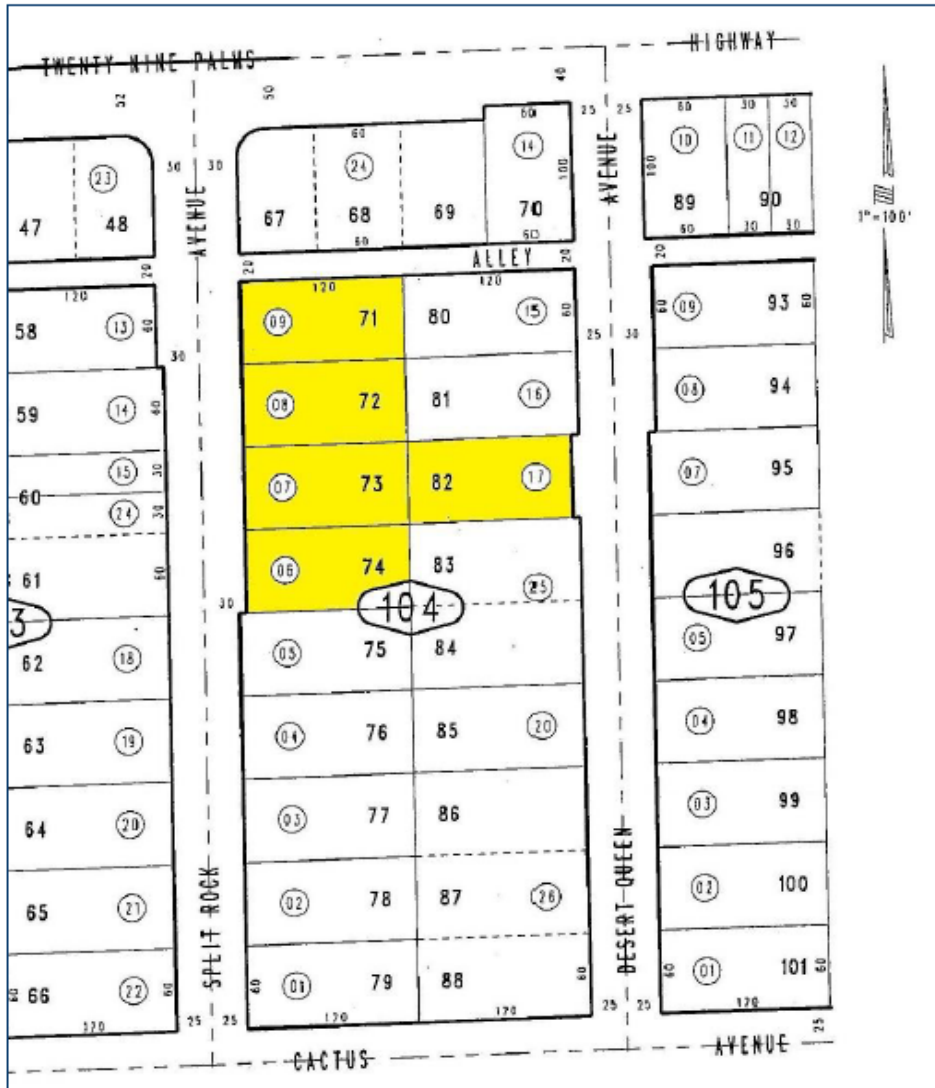 TWENTY NINE PALMS HIGHWAY
52 50 40
25 25
60 60 30 30
23 24 14 10 11 12
50 30 100 100
AVENUE AVENUE
1"=100'
47 48 67 68 69 70 89 90
60 60 60 30 30
ALLEY
20 20 20 20
120 120 120
58 13 60 09 71 80 15 60 60 09 93 60
30 25 30
59 14 60 08 72 81 16 08 94
15 30
60 07 73 82 17 07 95
24 30
61 60 06 74 83 25 96
30
3 104 105
62 18 05 75 84 05 97
63 19 04 76 85 20 04 98
64 20 03 77 86 03 99
65 21 02 78 87 26 02 100
SPLIT ROCK DESERT QUEEN
60 66 22 60 60 01 79 88 60 60 01 101 60
120 25 25 120 120 25 25 120 25
CACTUS AVENUE